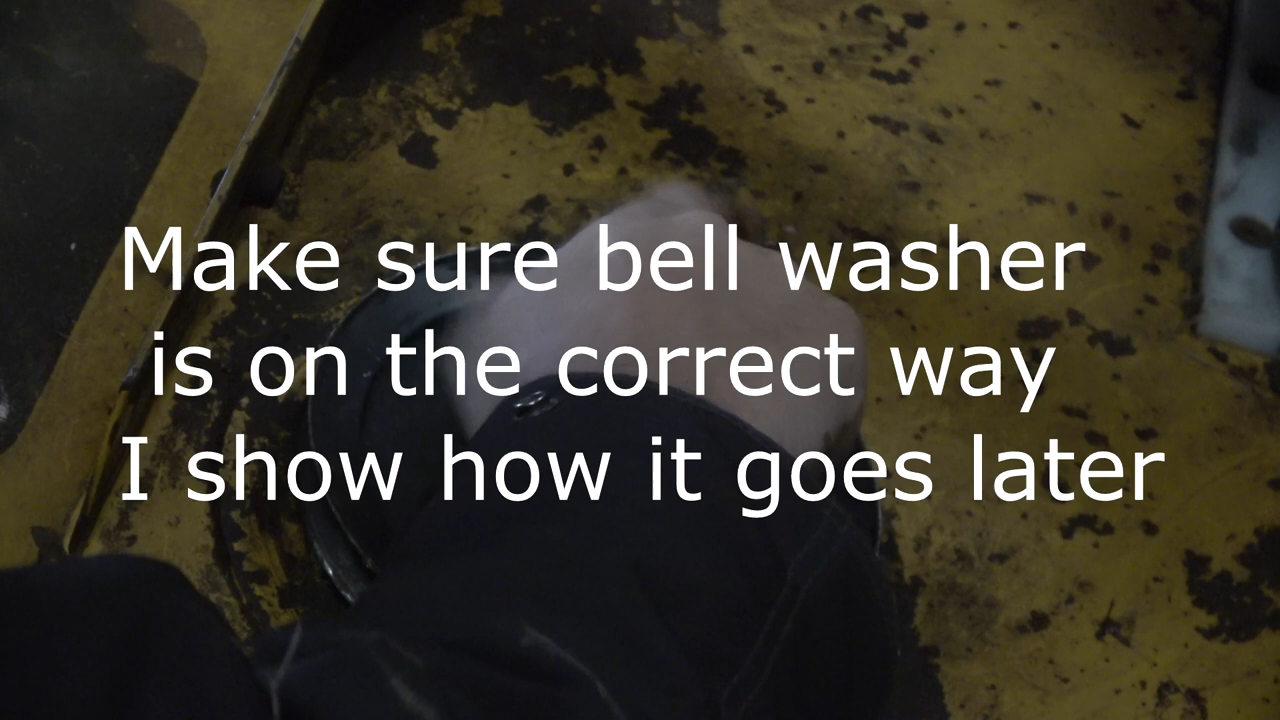 Make sure bell washer
is on the correct way
I show how it goes later